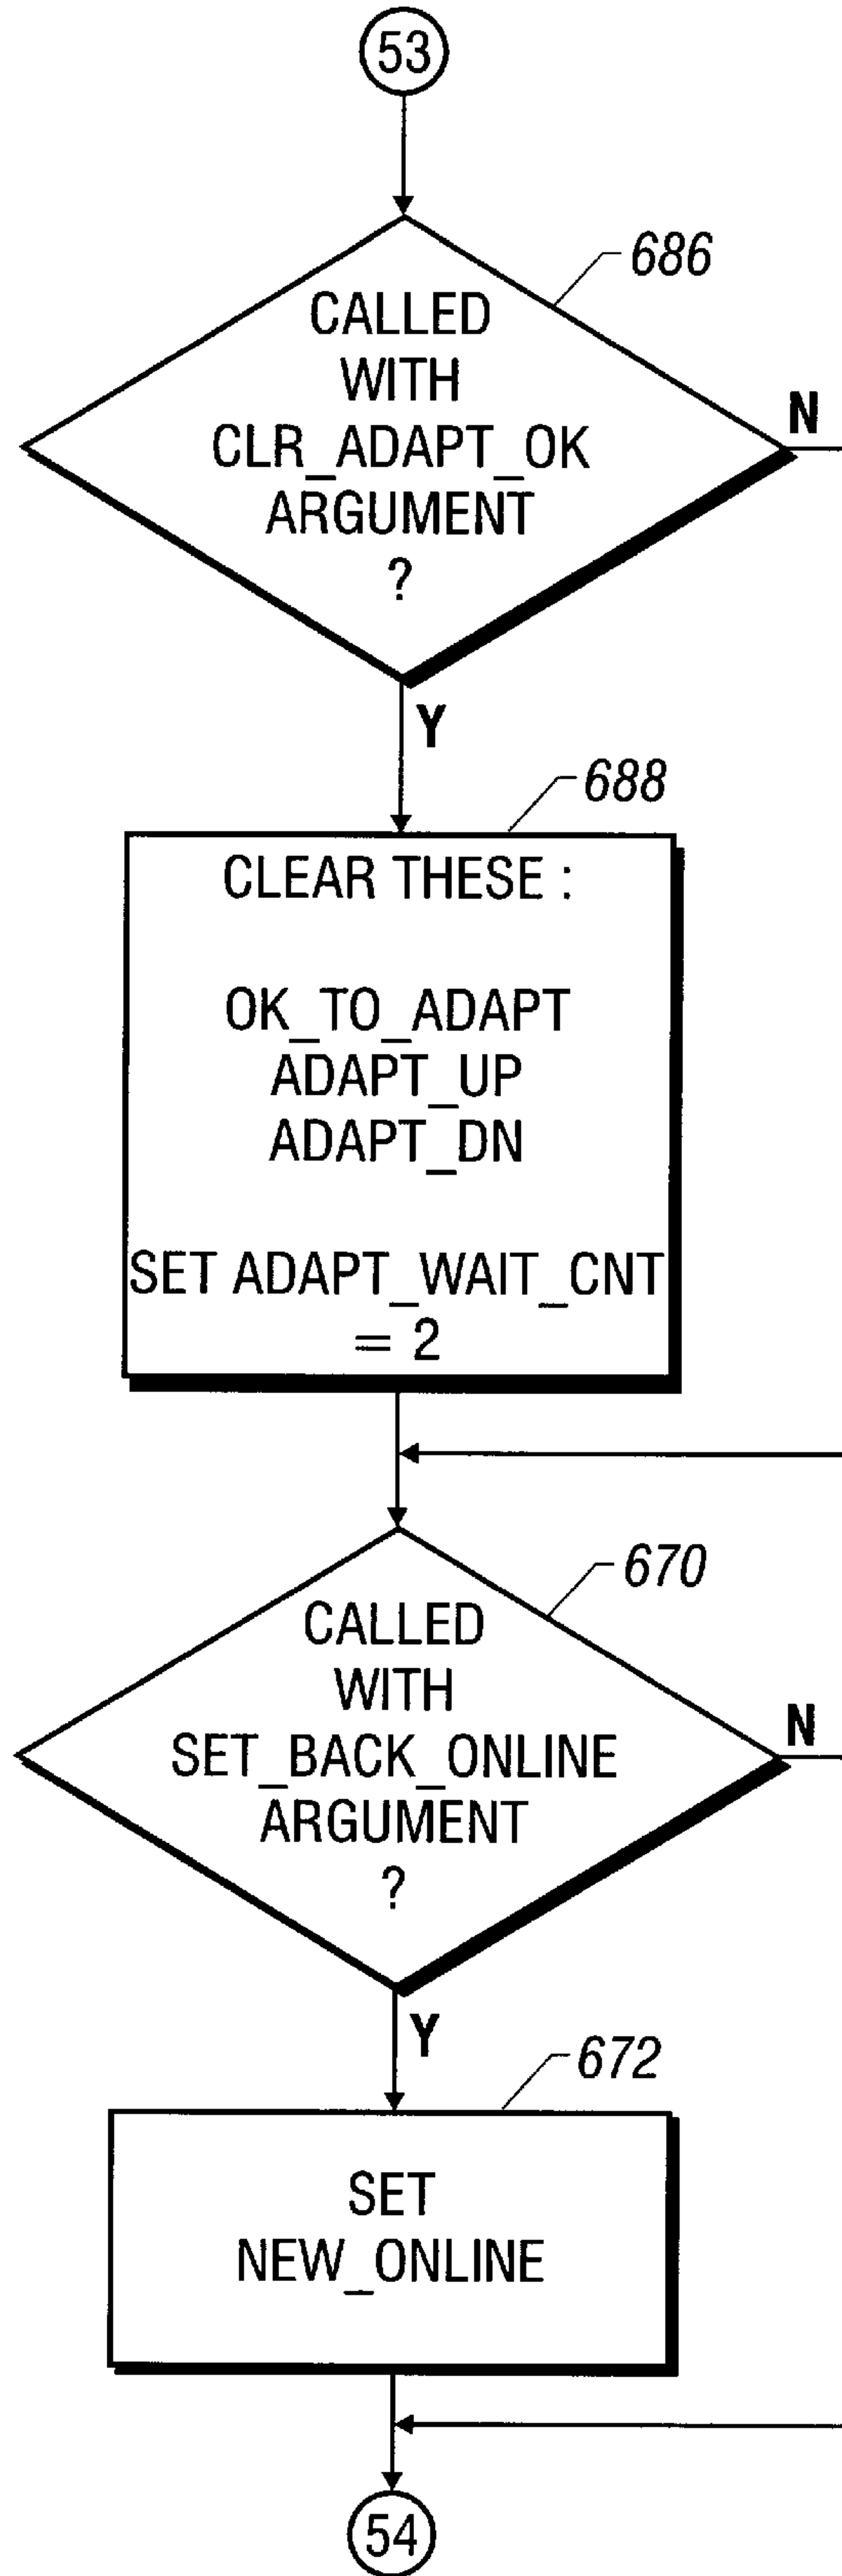 53
686
CALLED
WITH
CLR_ADAPT_OK
ARGUMENT
?
N
Y
688
CLEAR THESE :
OK_TO_ADAPT
ADAPT_UP
ADAPT_DN
SET ADAPT_WAIT_CNT
= 2
670
CALLED
WITH
SET_BACK_ONLINE
ARGUMENT
?
N
Y
672
SET
NEW_ONLINE
54